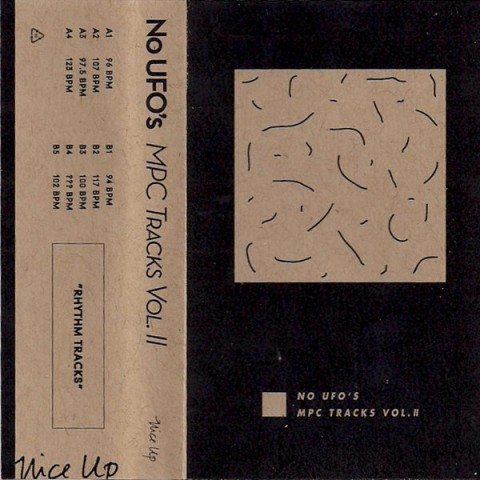 No UFO's MPC Tracks Vol. II
A1 96 BPM
A2 107 BPM
A3 97.5 BPM
A4 123 BPM
B1 94 BPM
B2 117 BPM
B3 100 BPM
B4 ??? BPM
B5 102 BPM
"RHYTHM TRACKS"
Nice Up
Nice Up
NO UFO'S
MPC TRACKS VOL. II